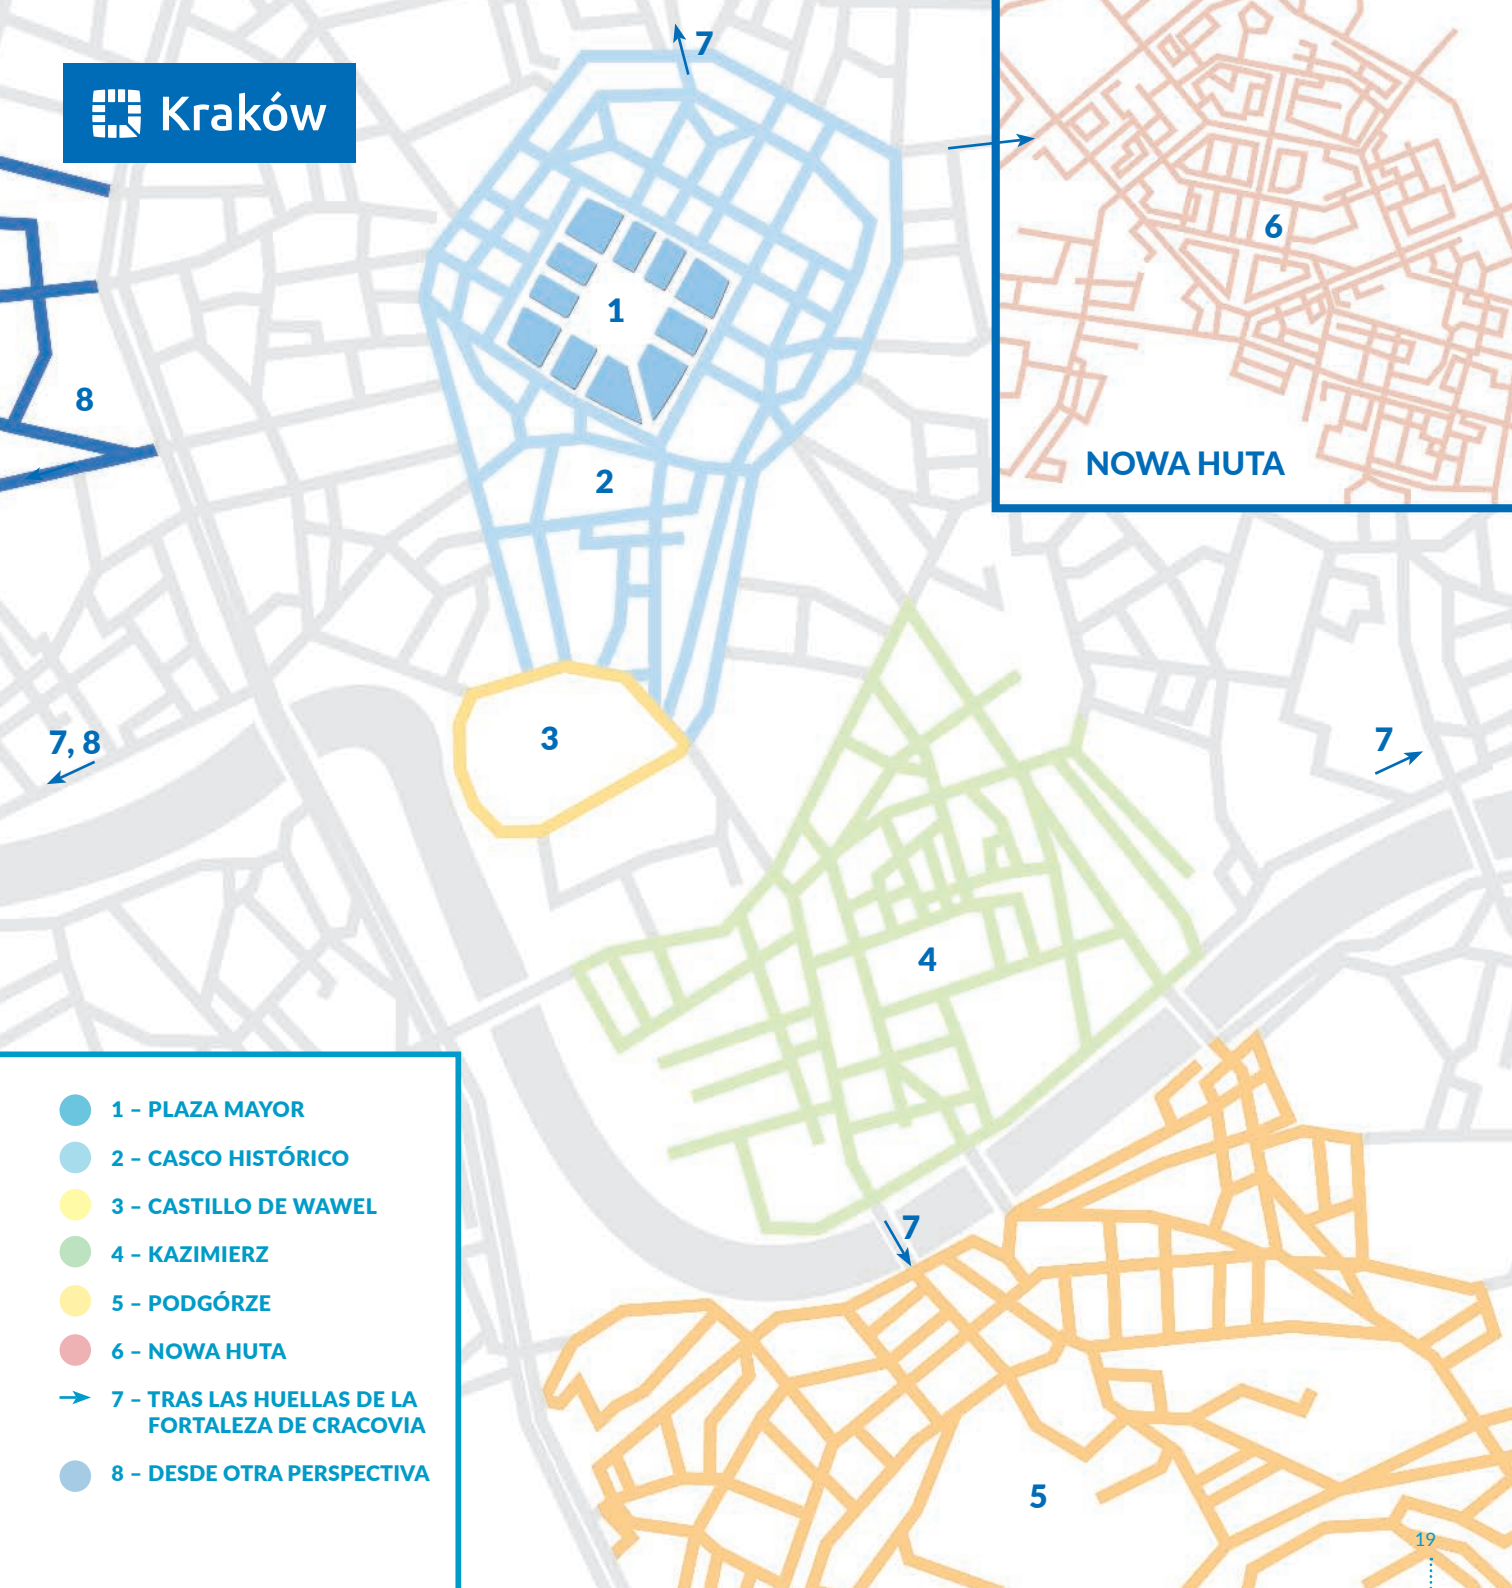 7
Kraków
6
1
8
NOWA HUTA
2
3
7, 8
7
4
7
1 – PLAZA MAYOR
2 – CASCO HISTÓRICO
3 – CASTILLO DE WAWEL
4 – KAZIMIERZ
5 – PODGÓRZE
6 – NOWA HUTA
7 – TRAS LAS HUELLAS DE LA
FORTALEZA DE CRACOVIA
8 – DESDE OTRA PERSPECTIVA
5
19